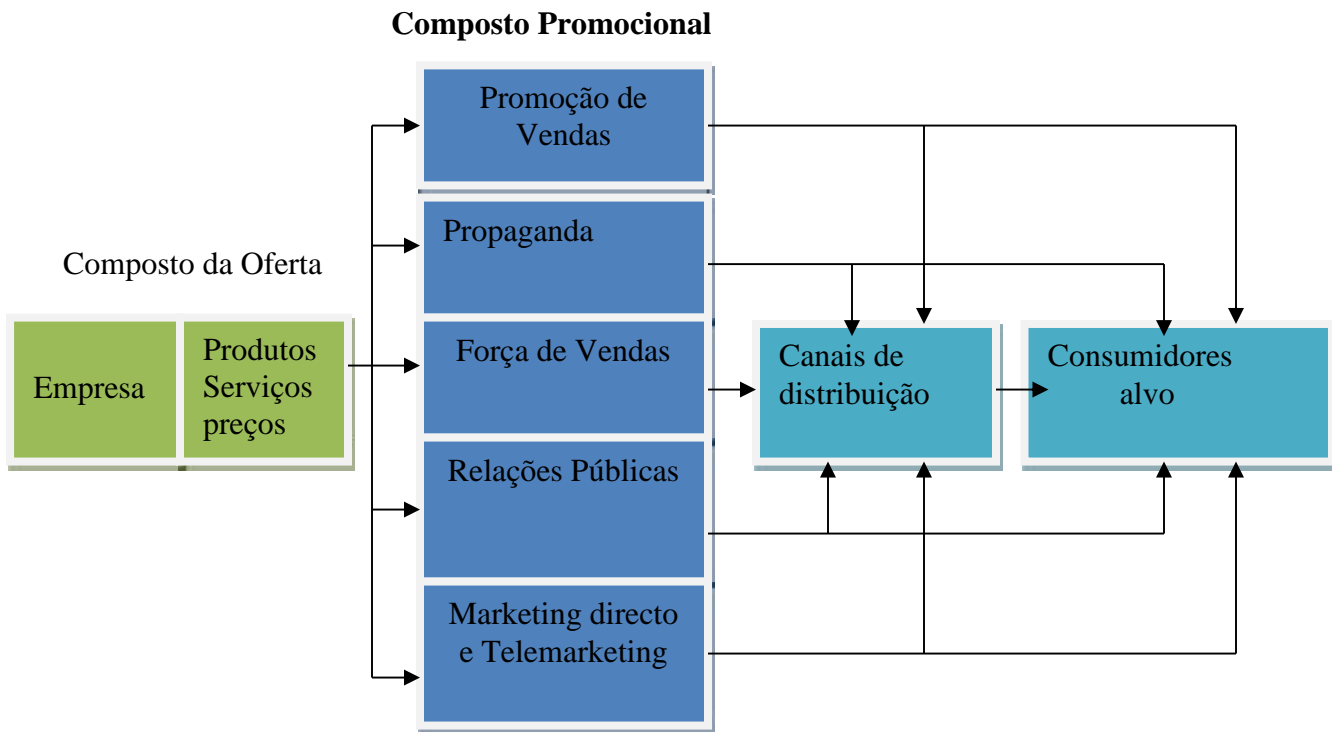 Composto Promocional
Promoção de
Vendas
Propaganda
Composto da Oferta
Empresa
Produtos
Serviços
preços
Força de Vendas
Canais de
distribuição
Consumidores
alvo
Relações Públicas
Marketing directo
e Telemarketing